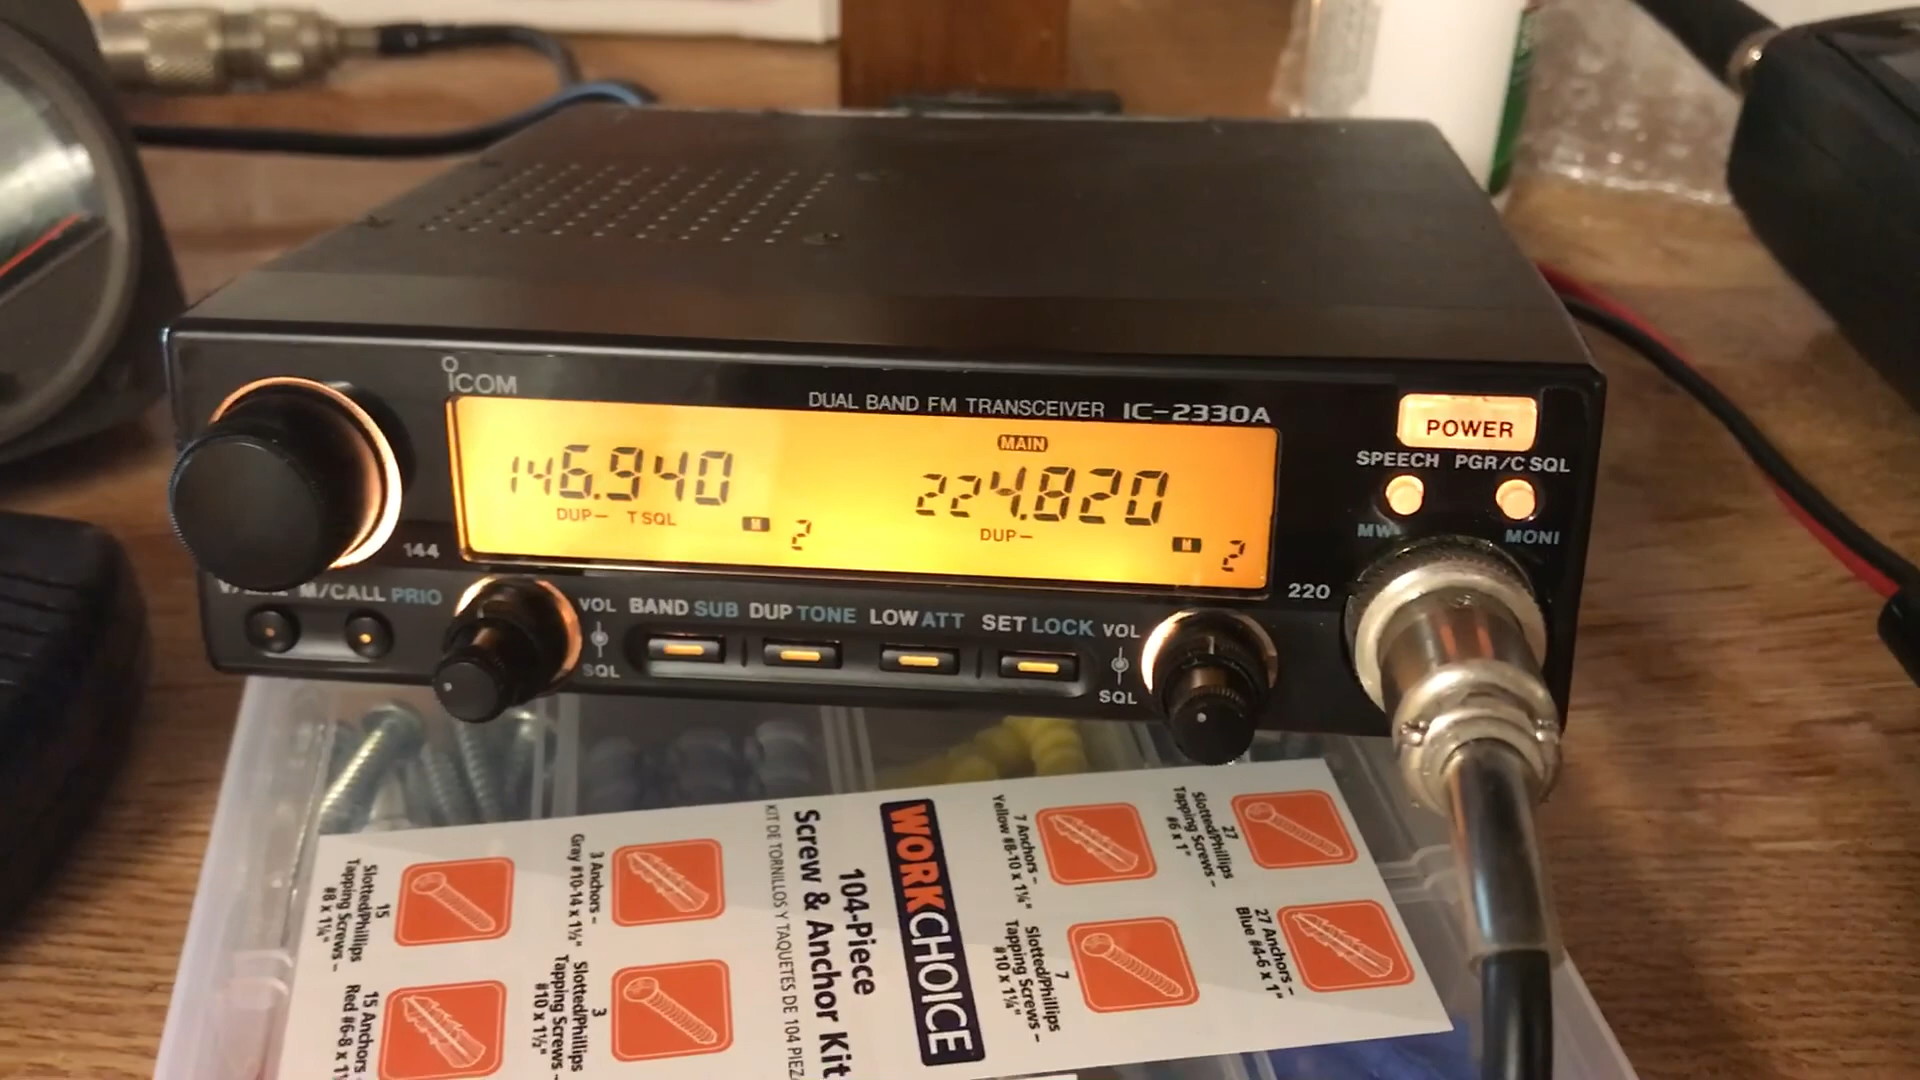 ICOM
DUAL BAND FM TRANSCEIVER IC-2330A
POWER
SPEECH PGR/C SQL
MW MONI
146.940
DUP- T SQL M 2
MAIN
224.820
DUP- M 2
144
220
M/CALL PRIO
VOL
SQL
BAND SUB DUP TONE LOW ATT SET LOCK
VOL
SQL
WORKCHOICE
104-Piece
Screw & Anchor Kit
KIT DE TORNILLOS Y TAQUETES DE 104
27
Slotted/Phillips
Tapping Screws –
#6 x 1"
27 Anchors –
Blue #4-6 x 1"
7 Anchors –
Yellow #8-10 x 1¼"
7
Slotted/Phillips
Tapping Screws –
#10 x 1¼"
3 Anchors –
Gray #10-14 x 1½"
3
Slotted/Phillips
Tapping Screws –
#10 x 1½"
15
Slotted/Phillips
Tapping Screws –
#8 x 1¼"
15 Anchors –
Red #6-8 x